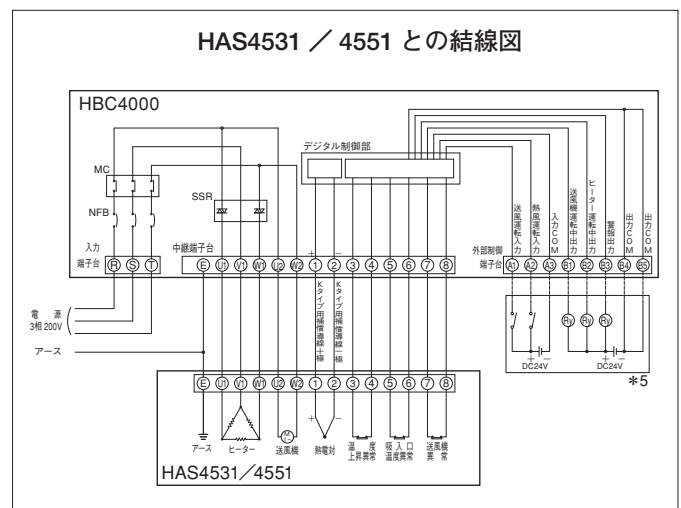 HAS4531 ／ 4551 との結線図
HBC4000
デジタル制御部
MC
SSR
NFB
入力
端子台
R S T
中継端子台
E U1 V1 W1 U2 W2 1 2 3 4 5 6 7 8
+ −
外部制御
端子台
A1 A2 A3 B1 B2 B3 B4 B5
送風運転入力
熱風運転入力
入力COM
送風機運転中出力
ヒーター運転中出力
警報出力
出力COM
出力COM
電 源
3相 200V
アース
Kタイプ用補償導線＋極
Kタイプ用補償導線－極
Ry Ry Ry
+ −
DC24V
+ −
DC24V
＊5
E U1 V1 W1 U2 W2 1 2 3 4 5 6 7 8
+ −
M
アース
ヒーター
送風機
熱電対
温 度
上昇異常
吸 入 口
温度異常
送風機
異 常
HAS4531／4551